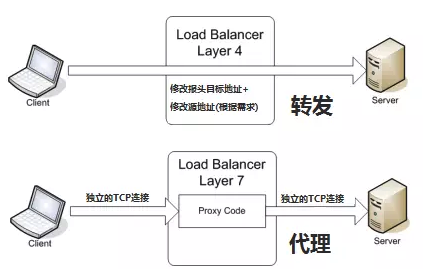 Load Balancer
Layer 4
修改报头目标地址+
修改源地址(根据需求)
转发
Client
Server
Load Balancer
Layer 7
独立的TCP连接
Proxy Code
独立的TCP连接
代理
Client
Server